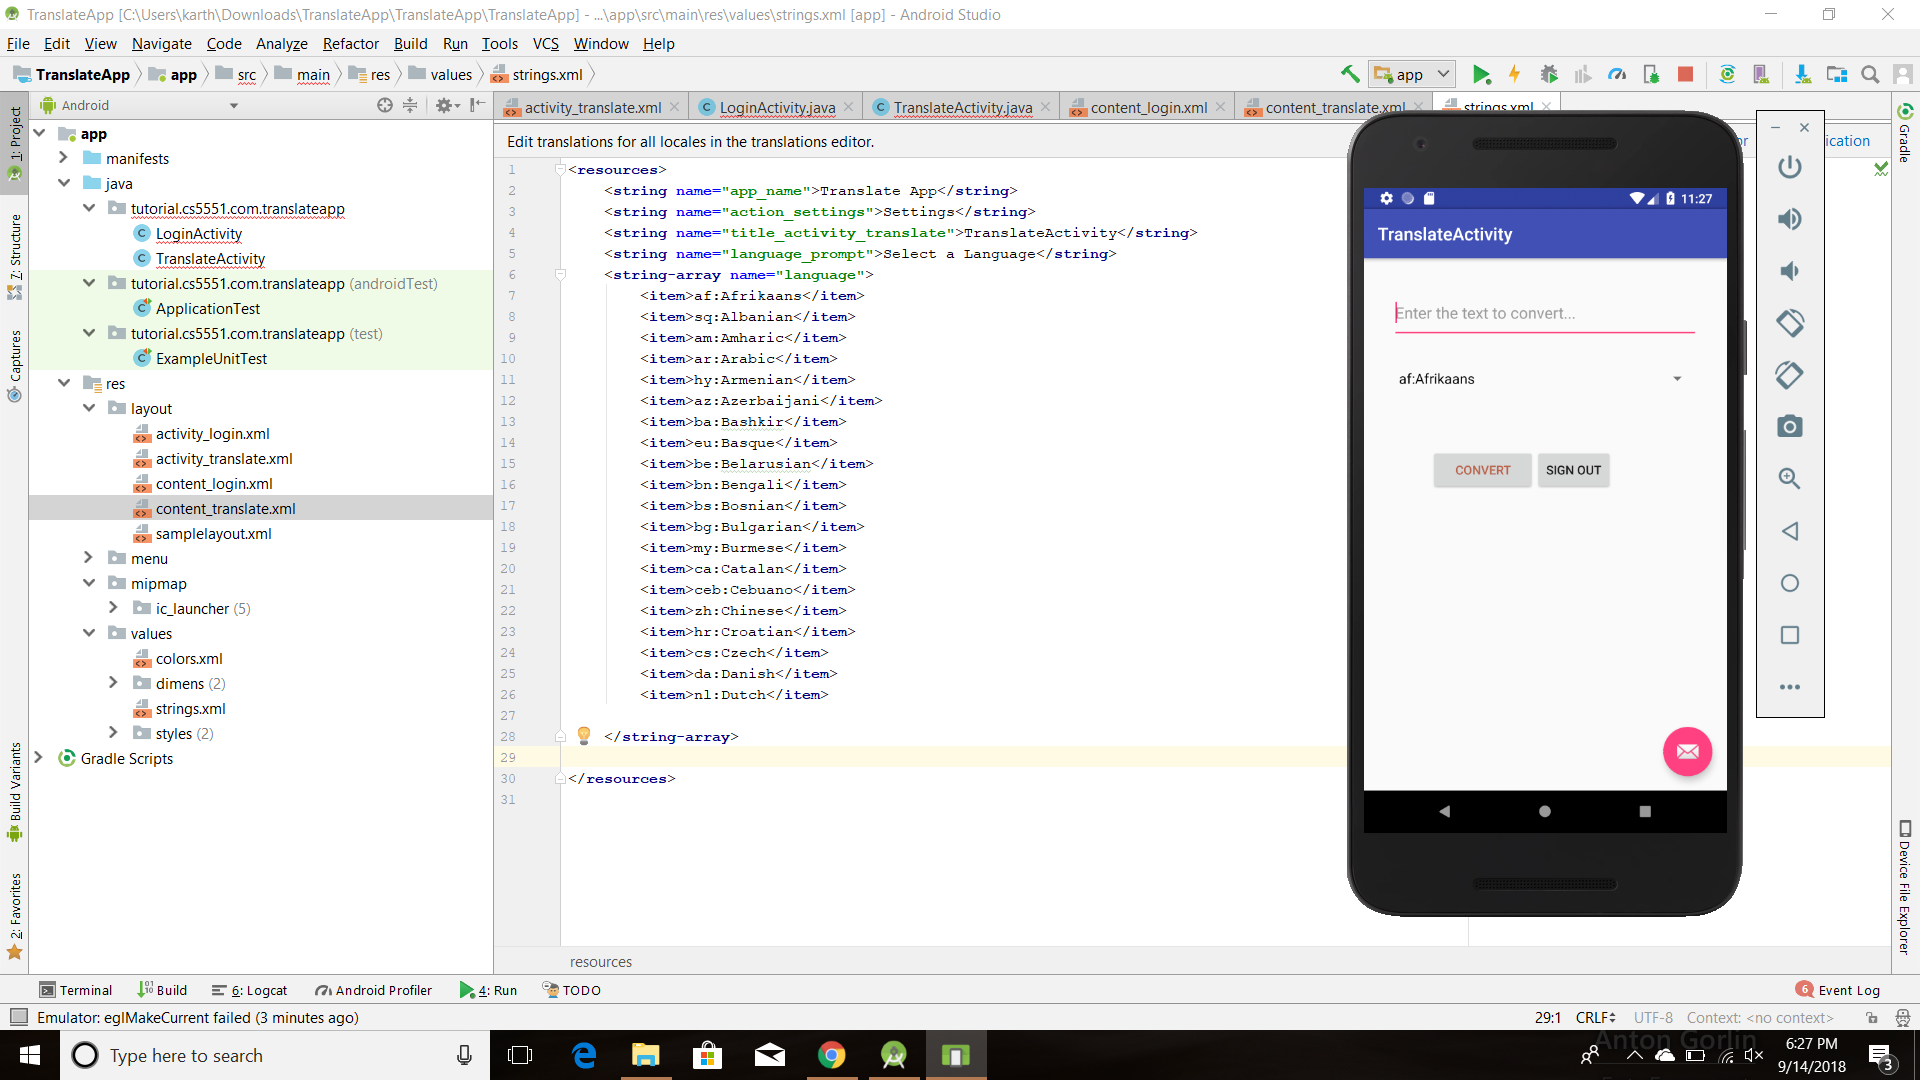 TranslateApp [C:\Users\karth\Downloads\TranslateApp\TranslateApp\TranslateApp] - ...\app\src\main\res\values\strings.xml [app] - Android Studio
File Edit View Navigate Code Analyze Refactor Build Run Tools VCS Window Help
TranslateApp app src main res values strings.xml
app
Android
activity_translate.xml LoginActivity.java TranslateActivity.java content_login.xml content_translate.xml strings.xml
Edit translations for all locales in the translations editor.
ication
1: Project
7: Structure
Captures
Build Variants
2: Favorites
app
manifests
java
tutorial.cs5551.com.translateapp
LoginActivity
TranslateActivity
tutorial.cs5551.com.translateapp (androidTest)
ApplicationTest
tutorial.cs5551.com.translateapp (test)
ExampleUnitTest
res
layout
activity_login.xml
activity_translate.xml
content_login.xml
content_translate.xml
samplelayout.xml
menu
mipmap
ic_launcher (5)
values
colors.xml
dimens (2)
strings.xml
styles (2)
Gradle Scripts
1 <resources>
2 <string name="app_name">Translate App</string>
3 <string name="action_settings">Settings</string>
4 <string name="title_activity_translate">TranslateActivity</string>
5 <string name="language_prompt">Select a Language</string>
6 <string-array name="language">
7 <item>af:Afrikaans</item>
8 <item>sq:Albanian</item>
9 <item>am:Amharic</item>
10 <item>ar:Arabic</item>
11 <item>hy:Armenian</item>
12 <item>az:Azerbaijani</item>
13 <item>ba:Bashkir</item>
14 <item>eu:Basque</item>
15 <item>be:Belarusian</item>
16 <item>bn:Bengali</item>
17 <item>bs:Bosnian</item>
18 <item>bg:Bulgarian</item>
19 <item>my:Burmese</item>
20 <item>ca:Catalan</item>
21 <item>ceb:Cebuano</item>
22 <item>zh:Chinese</item>
23 <item>hr:Croatian</item>
24 <item>cs:Czech</item>
25 <item>da:Danish</item>
26 <item>nl:Dutch</item>
27
28 </string-array>
29
30 </resources>
31
resources
11:27
TranslateActivity
Enter the text to convert...
af:Afrikaans
CONVERT SIGN OUT
Gradle
Device File Explorer
Terminal Build 6: Logcat Android Profiler 4: Run TODO
6 Event Log
Emulator: eglMakeCurrent failed (3 minutes ago)
29:1 CRLF UTF-8 Context: <no context>
Anton Gorlin
Type here to search
6:27 PM
9/14/2018
3